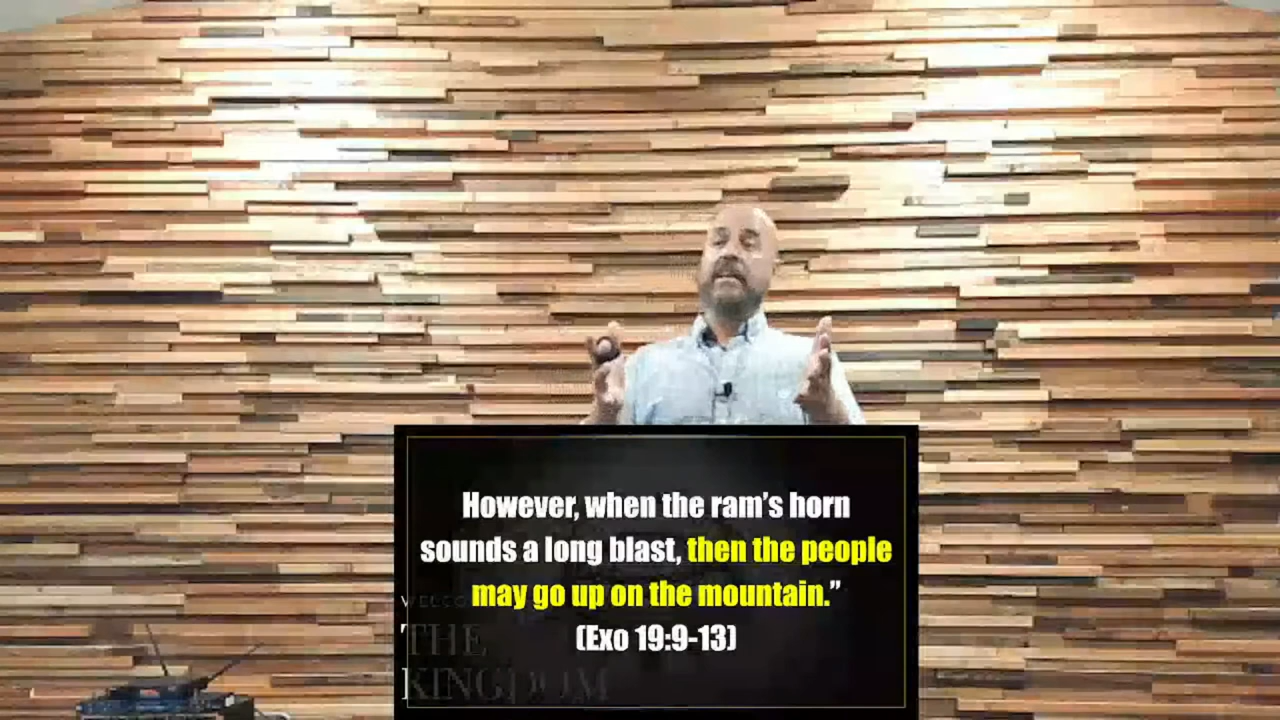 However, when the ram's horn
sounds a long blast, then the people
may go up on the mountain.”
(Exo 19:9-13)
THE
KINGDOM